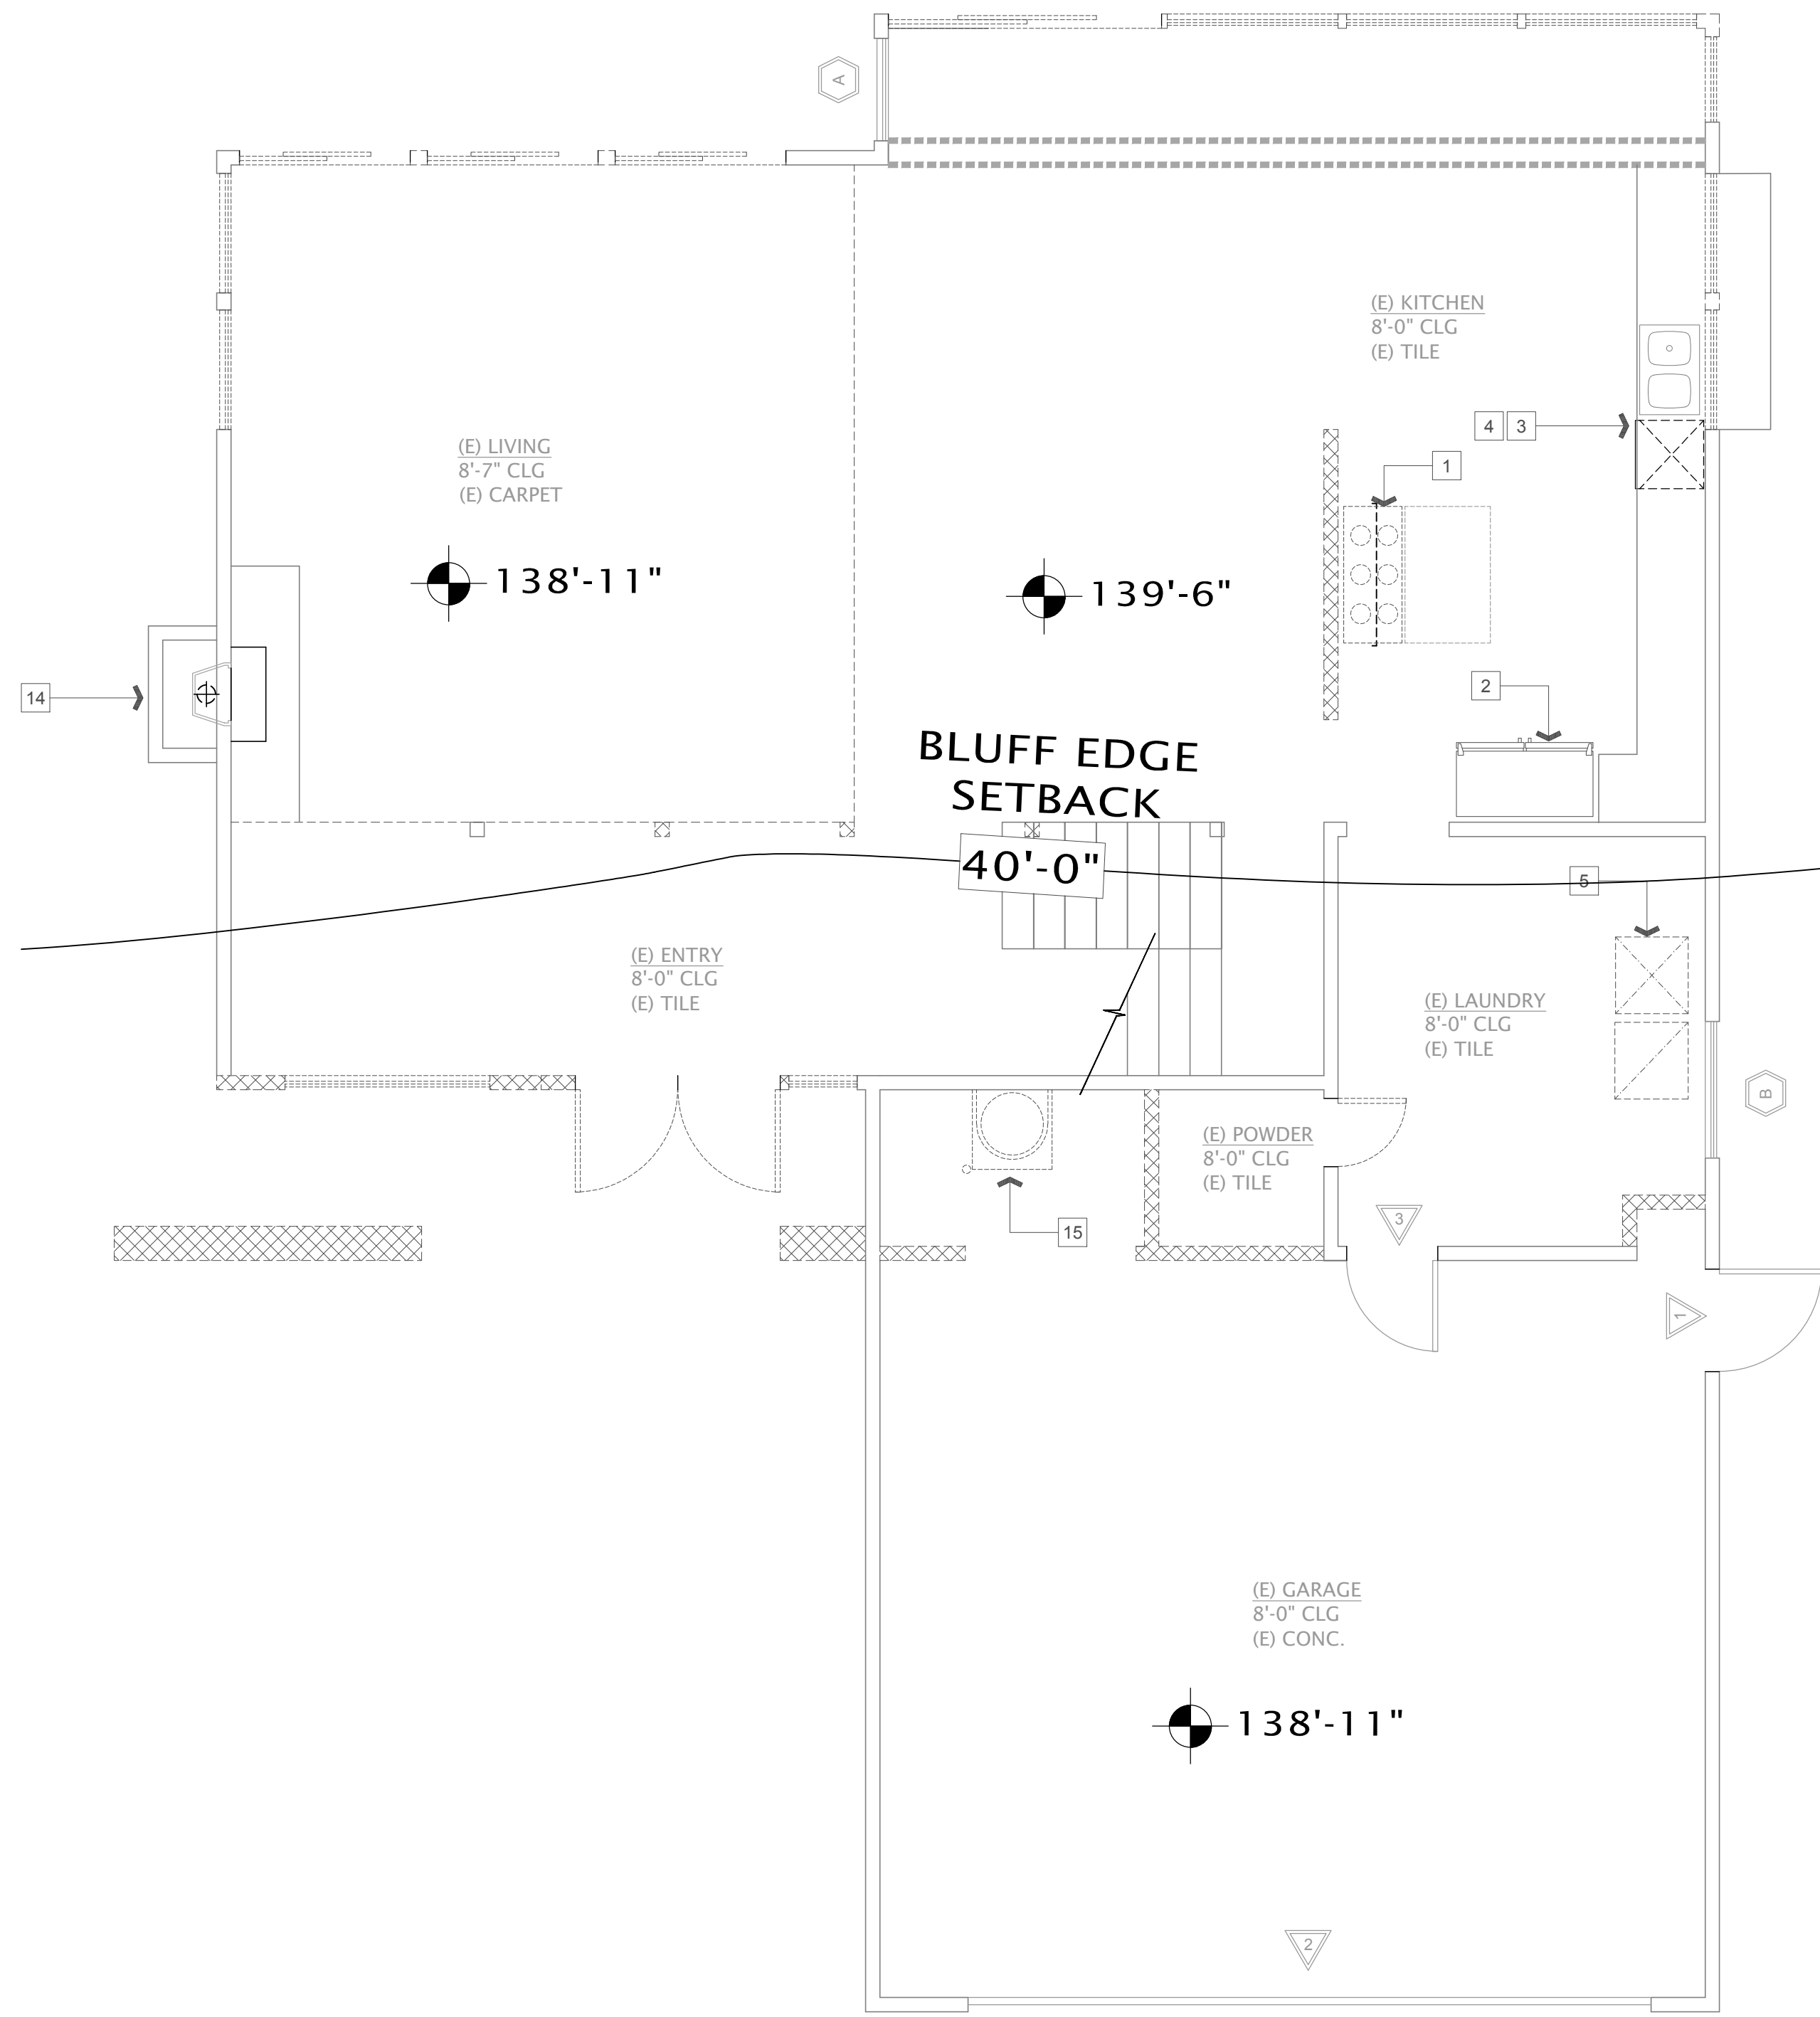 A
(E) KITCHEN
8'-0" CLG
(E) TILE
4
3
1
(E) LIVING
8'-7" CLG
(E) CARPET
138'-11"
139'-6"
2
14
BLUFF EDGE
SETBACK
40'-0"
5
(E) ENTRY
8'-0" CLG
(E) TILE
(E) LAUNDRY
8'-0" CLG
(E) TILE
B
(E) POWDER
8'-0" CLG
(E) TILE
3
15
1
(E) GARAGE
8'-0" CLG
(E) CONC.
138'-11"
2